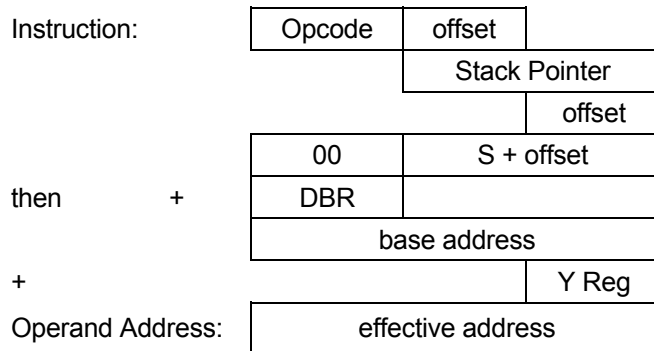 Instruction: Opcode offset
Stack Pointer
offset
00 S + offset
then + DBR
base address
+ Y Reg
Operand Address: effective address